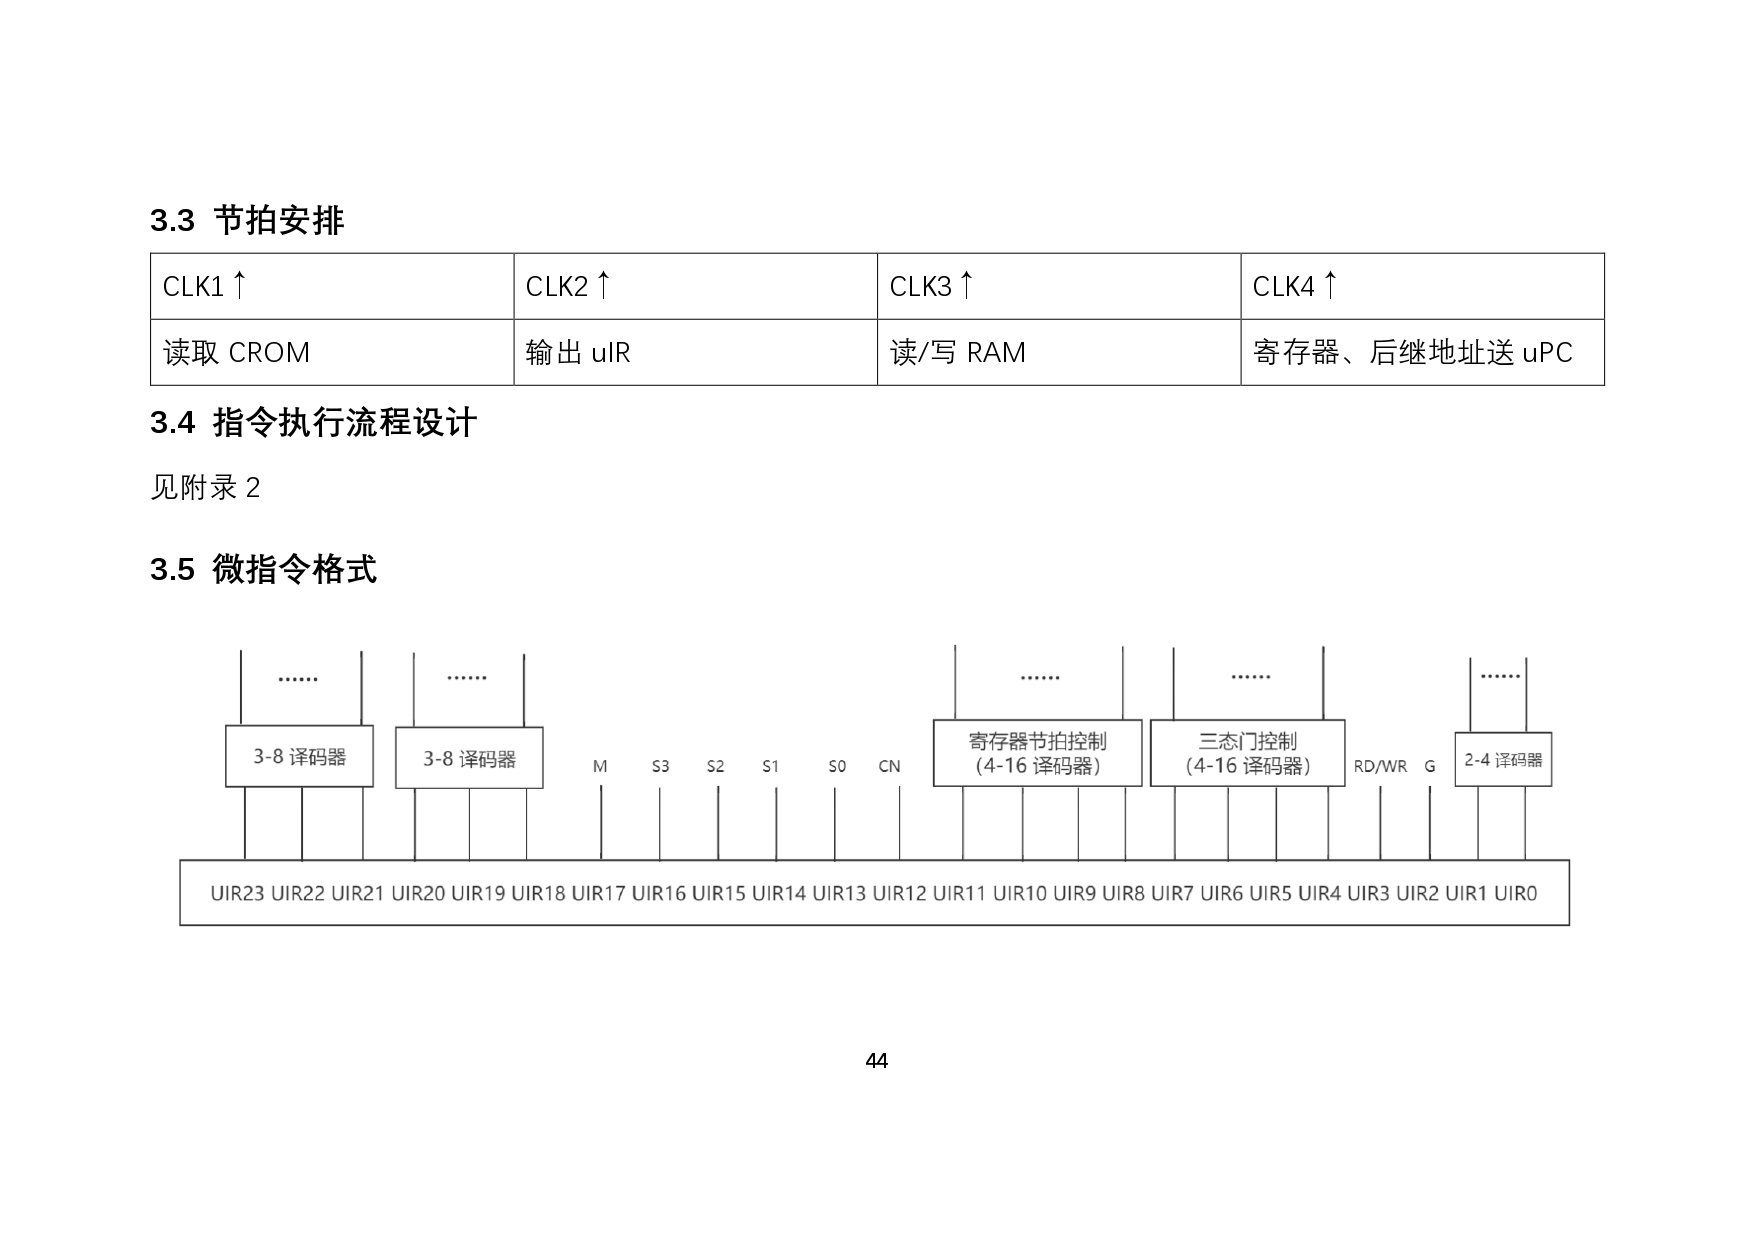 3.3 节拍安排
CLK1↑ CLK2↑ CLK3↑ CLK4↑
读取 CROM 输出 uIR 读/写 RAM 寄存器、后继地址送 uPC
3.4 指令执行流程设计
见附录 2
3.5 微指令格式
...... ...... ...... ...... ......
3-8 译码器 3-8 译码器 M S3 S2 S1 S0 CN 寄存器节拍控制 (4-16 译码器) 三态门控制 (4-16 译码器) RD/WR G 2-4 译码器
UIR23 UIR22 UIR21 UIR20 UIR19 UIR18 UIR17 UIR16 UIR15 UIR14 UIR13 UIR12 UIR11 UIR10 UIR9 UIR8 UIR7 UIR6 UIR5 UIR4 UIR3 UIR2 UIR1 UIR0
44